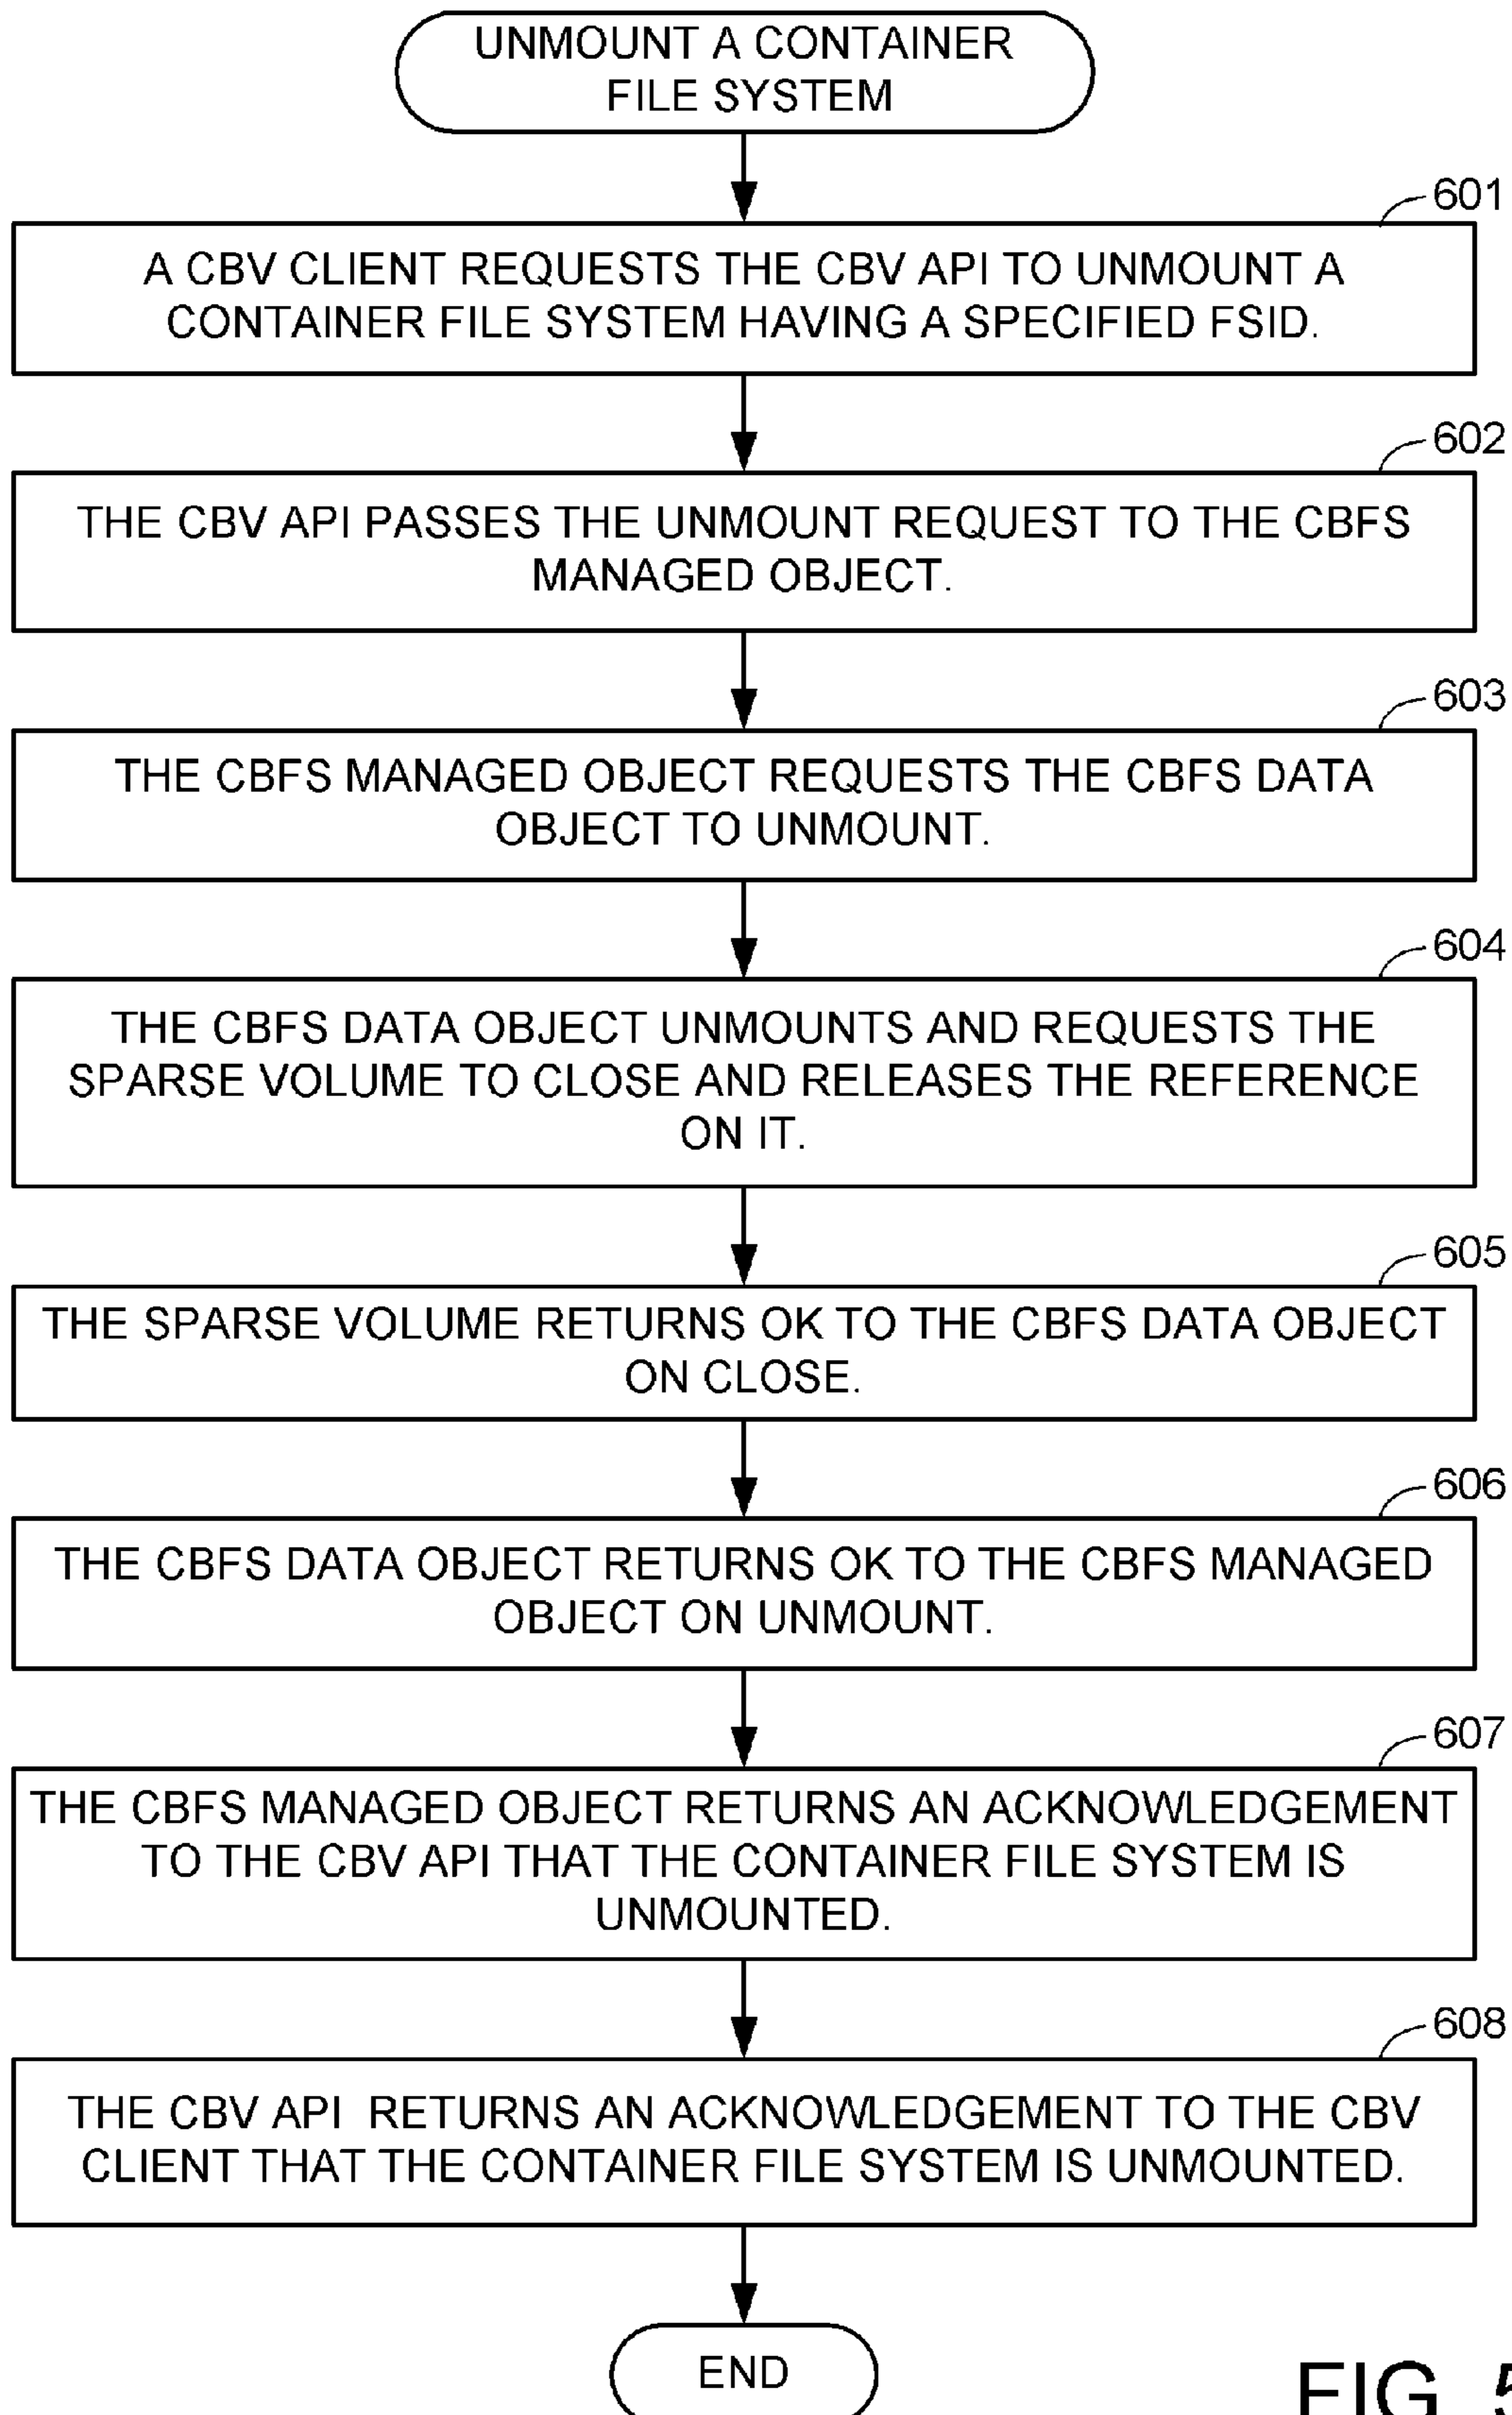 UNMOUNT A CONTAINER
FILE SYSTEM
601
A CBV CLIENT REQUESTS THE CBV API TO UNMOUNT A
CONTAINER FILE SYSTEM HAVING A SPECIFIED FSID.
602
THE CBV API PASSES THE UNMOUNT REQUEST TO THE CBFS
MANAGED OBJECT.
603
THE CBFS MANAGED OBJECT REQUESTS THE CBFS DATA
OBJECT TO UNMOUNT.
604
THE CBFS DATA OBJECT UNMOUNTS AND REQUESTS THE
SPARSE VOLUME TO CLOSE AND RELEASES THE REFERENCE
ON IT.
605
THE SPARSE VOLUME RETURNS OK TO THE CBFS DATA OBJECT
ON CLOSE.
606
THE CBFS DATA OBJECT RETURNS OK TO THE CBFS MANAGED
OBJECT ON UNMOUNT.
607
THE CBFS MANAGED OBJECT RETURNS AN ACKNOWLEDGEMENT
TO THE CBV API THAT THE CONTAINER FILE SYSTEM IS
UNMOUNTED.
608
THE CBV API RETURNS AN ACKNOWLEDGEMENT TO THE CBV
CLIENT THAT THE CONTAINER FILE SYSTEM IS UNMOUNTED.
END
FIG. 5